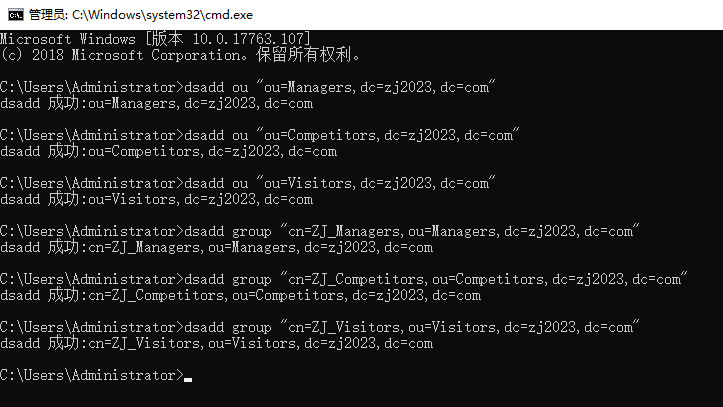 管理员: C:\Windows\system32\cmd.exe
Microsoft Windows [版本 10.0.17763.107]
(c) 2018 Microsoft Corporation。保留所有权利。
C:\Users\Administrator>dsadd ou "ou=Managers,dc=zj2023,dc=com"
dsadd 成功:ou=Managers,dc=zj2023,dc=com
C:\Users\Administrator>dsadd ou "ou=Competitors,dc=zj2023,dc=com"
dsadd 成功:ou=Competitors,dc=zj2023,dc=com
C:\Users\Administrator>dsadd ou "ou=Visitors,dc=zj2023,dc=com"
dsadd 成功:ou=Visitors,dc=zj2023,dc=com
C:\Users\Administrator>dsadd group "cn=ZJ_Managers,ou=Managers,dc=zj2023,dc=com"
dsadd 成功:cn=ZJ_Managers,ou=Managers,dc=zj2023,dc=com
C:\Users\Administrator>dsadd group "cn=ZJ_Competitors,ou=Competitors,dc=zj2023,dc=com"
dsadd 成功:cn=ZJ_Competitors,ou=Competitors,dc=zj2023,dc=com
C:\Users\Administrator>dsadd group "cn=ZJ_Visitors,ou=Visitors,dc=zj2023,dc=com"
dsadd 成功:cn=ZJ_Visitors,ou=Visitors,dc=zj2023,dc=com
C:\Users\Administrator>